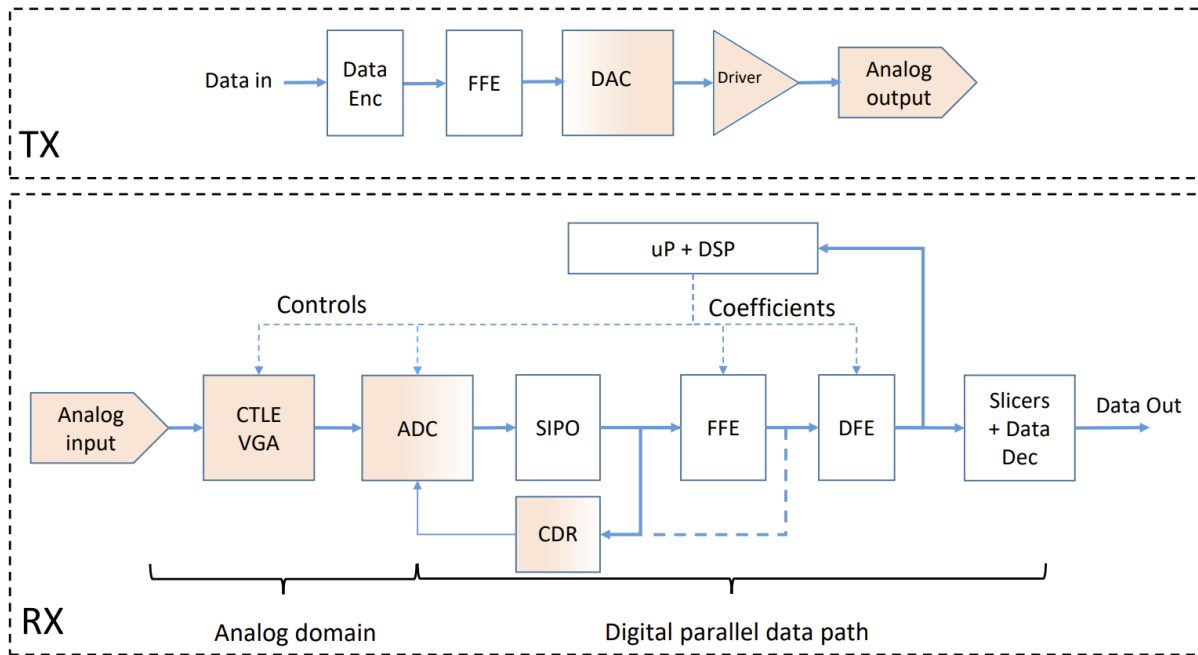 Data in
Data
Enc
FFE
DAC
Driver
Analog
output
TX
uP + DSP
Controls
Coefficients
Analog
input
CTLE
VGA
ADC
SIPO
FFE
DFE
Slicers
+ Data
Dec
Data Out
CDR
RX
Analog domain
Digital parallel data path